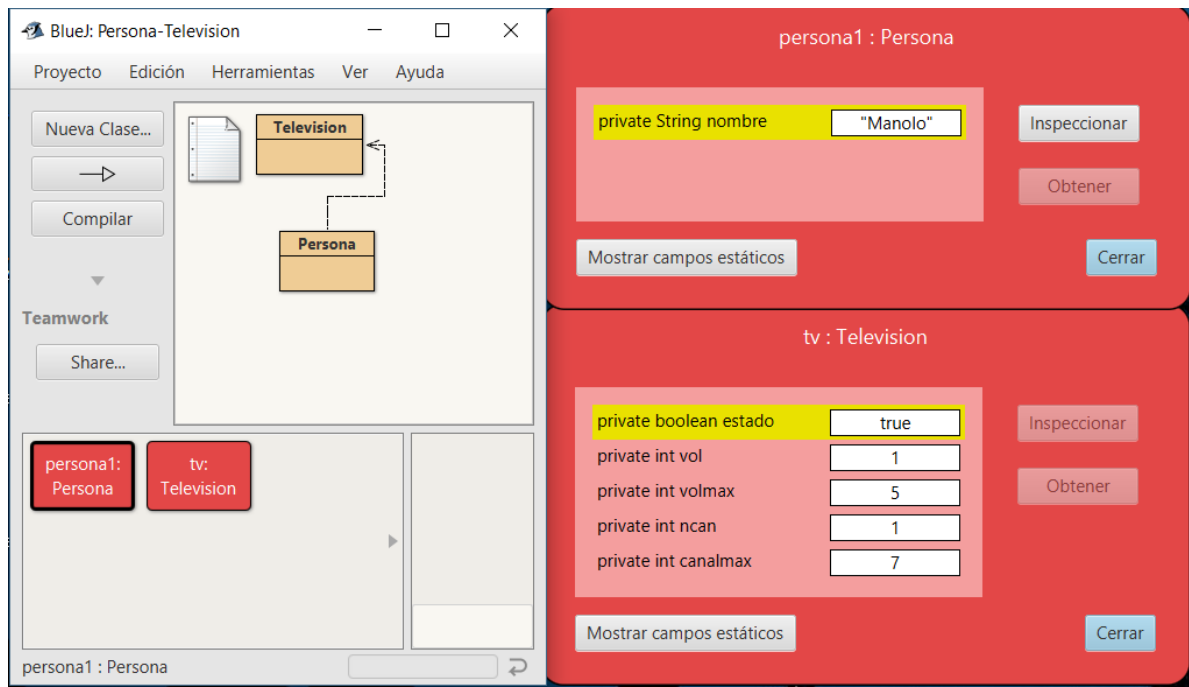 BlueJ: Persona-Television
Proyecto Edición Herramientas Ver Ayuda
Nueva Clase...
Compilar
Teamwork
Share...
Television
Persona
persona1:
Persona
tv:
Television
persona1 : Persona
persona1 : Persona
private String nombre "Manolo"
Inspeccionar
Obtener
Mostrar campos estáticos
Cerrar
tv : Television
private boolean estado true
private int vol 1
private int volmax 5
private int ncan 1
private int canalmax 7
Inspeccionar
Obtener
Mostrar campos estáticos
Cerrar